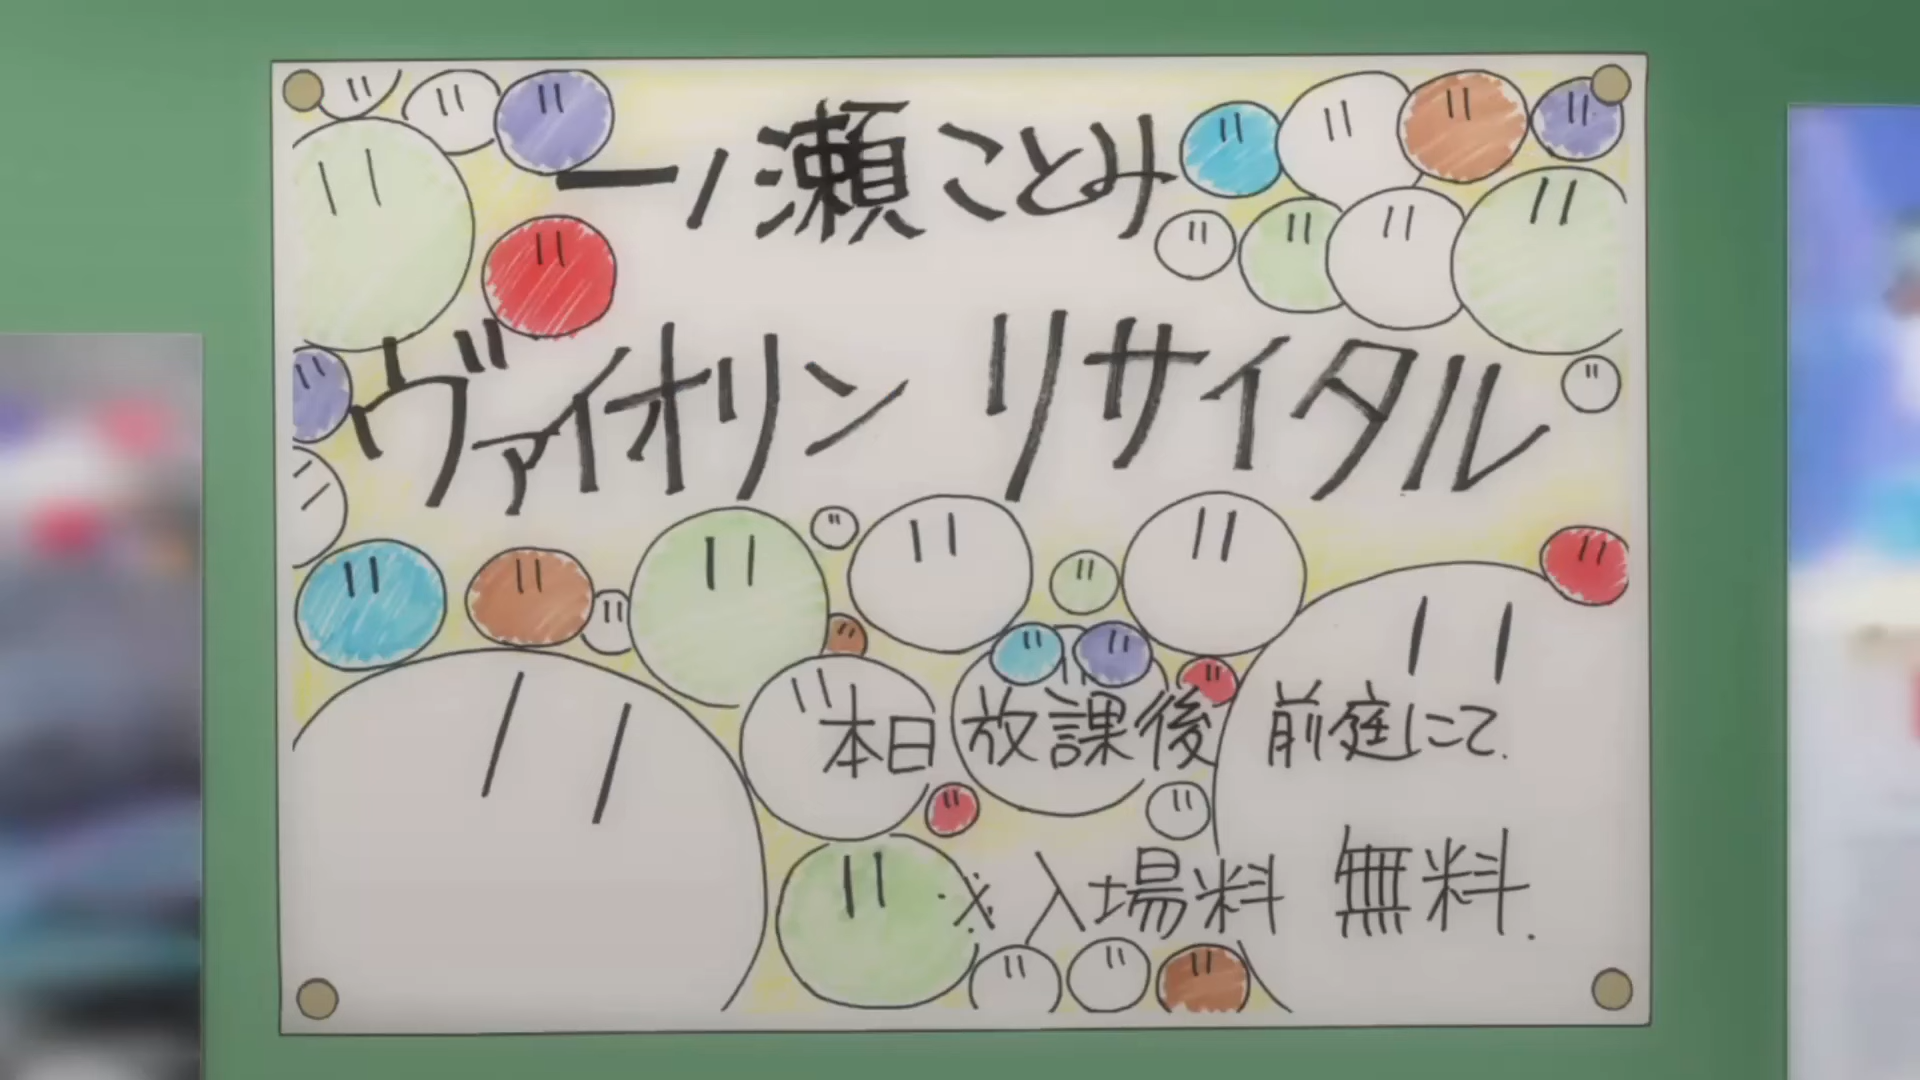 一ノ瀬ことみ
ヴァイオリン リサイタル
本日 放課後 前庭にて.
※ 入場料 無料.